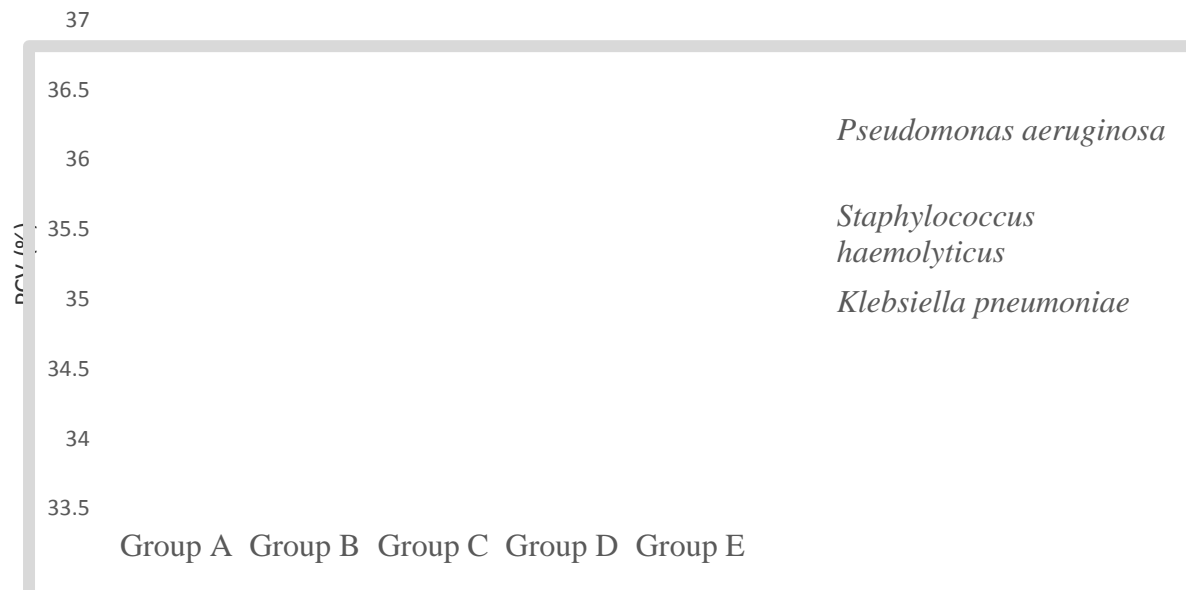 37
36.5
36
35.5
35
34.5
34
33.5
PCV (%)
Group A Group B Group C Group D Group E
Pseudomonas aeruginosa
Staphylococcus
haemolyticus
Klebsiella pneumoniae